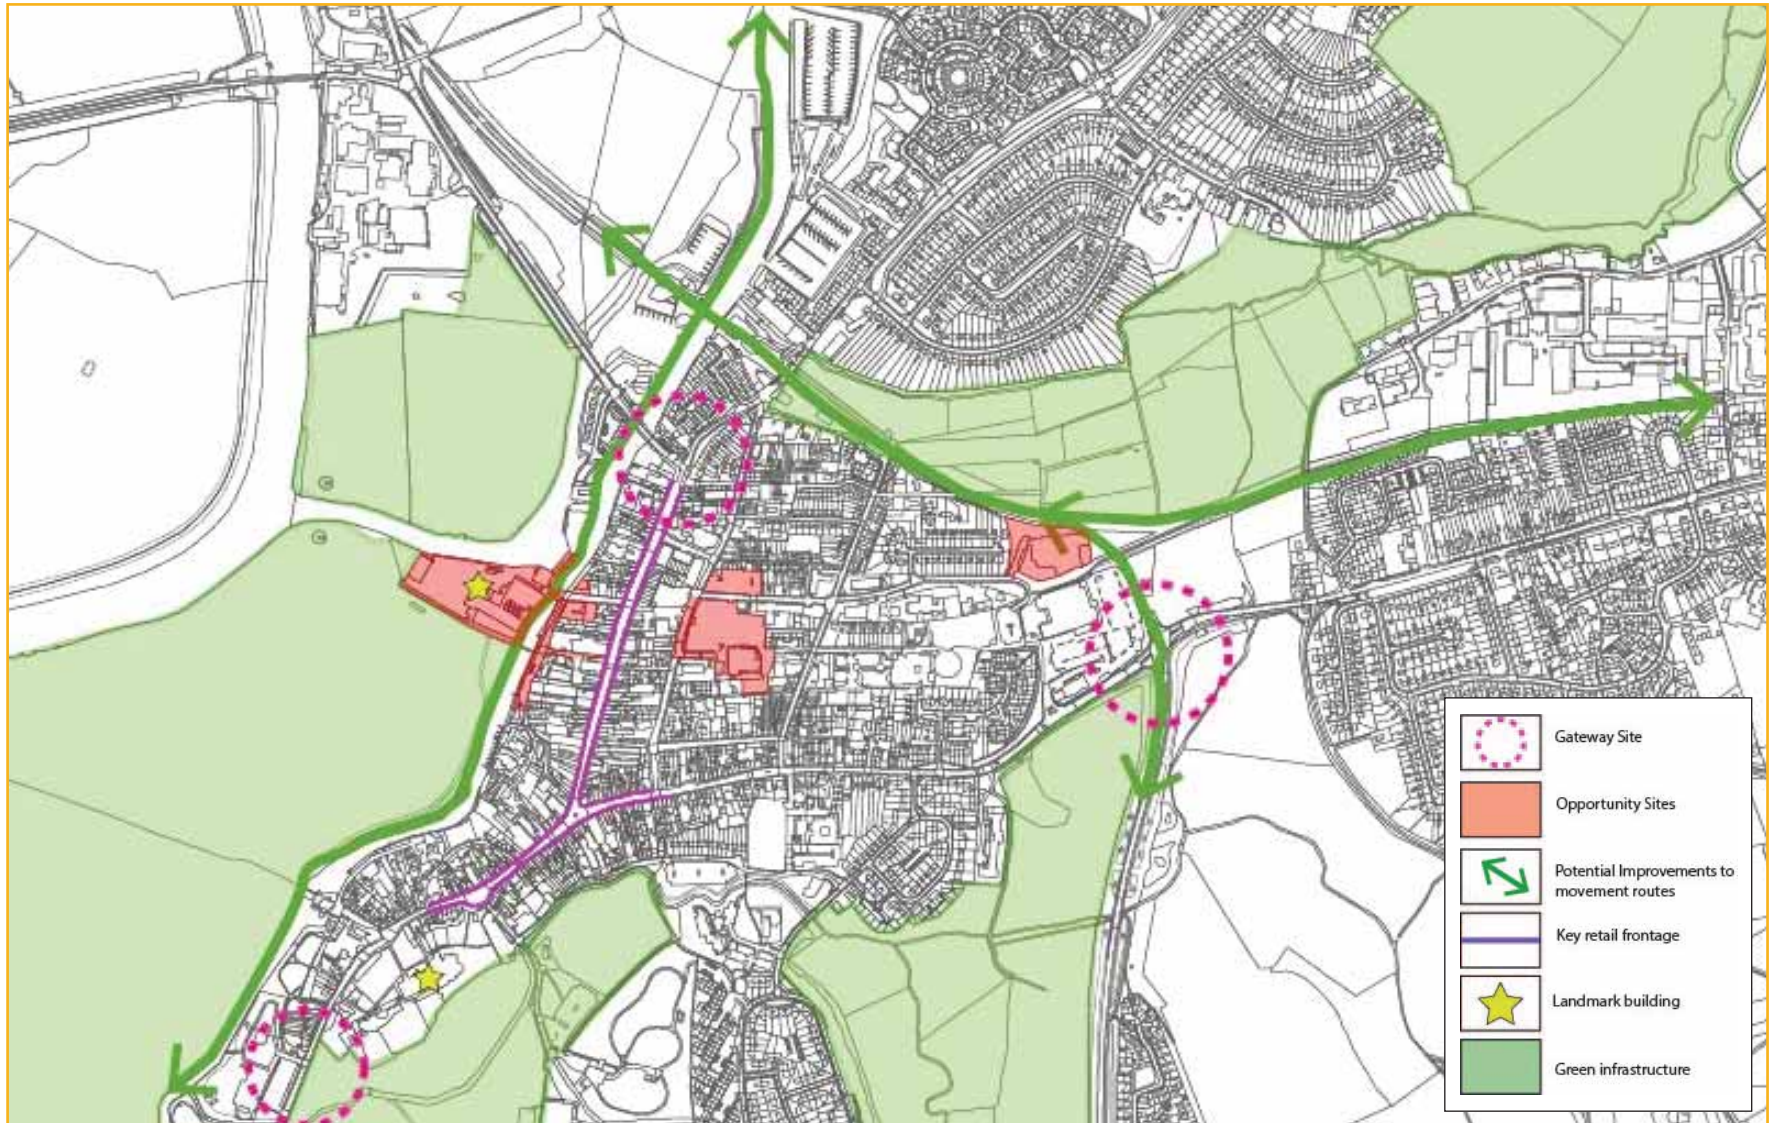 Gateway Site
Opportunity Sites
Potential Improvements to
movement routes
Key retail frontage
Landmark building
Green infrastructure